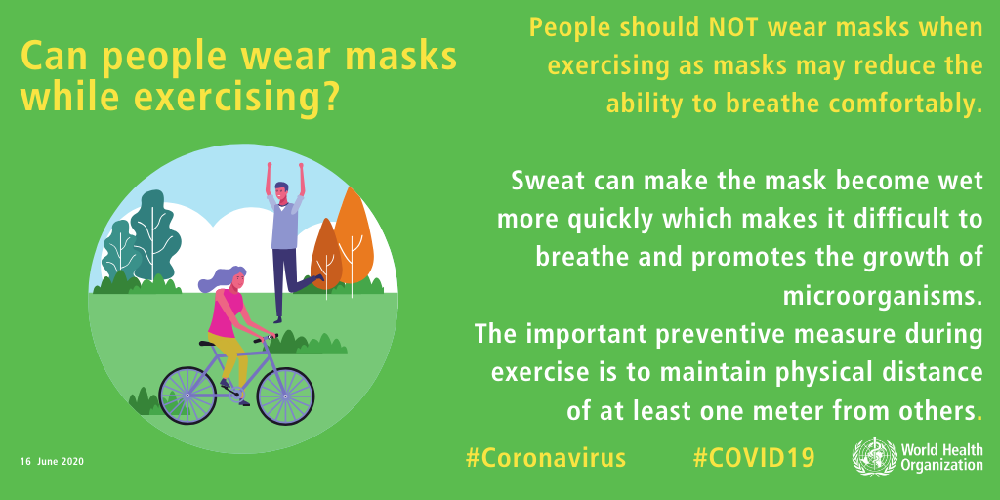 Can people wear masks
while exercising?
People should NOT wear masks when
exercising as masks may reduce the
ability to breathe comfortably.
Sweat can make the mask become wet
more quickly which makes it difficult to
breathe and promotes the growth of
microorganisms.
The important preventive measure during
exercise is to maintain physical distance
of at least one meter from others.
16 June 2020
#Coronavirus
#COVID19
World Health
Organization